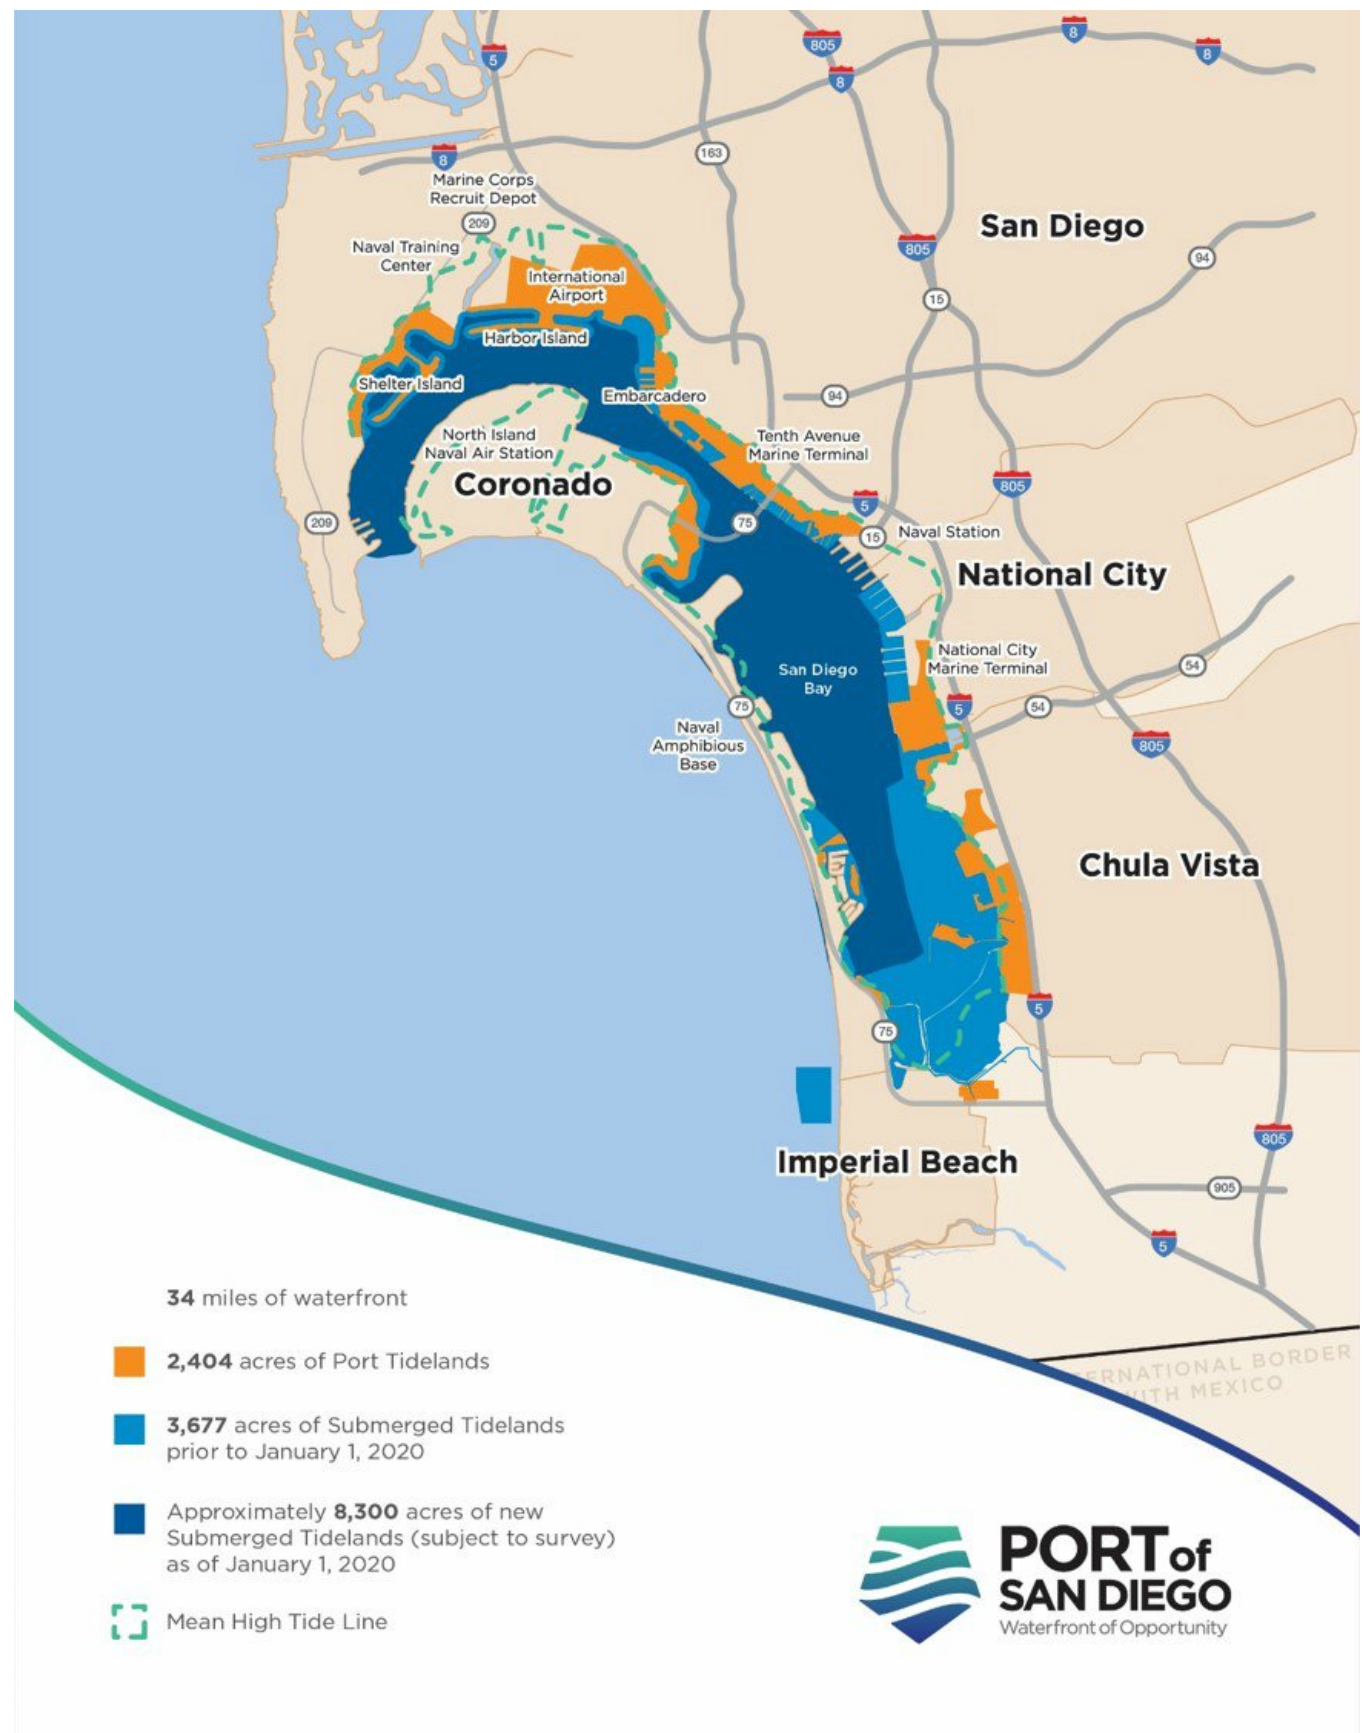 5
805
8
8
8
163
8
Marine Corps
Recruit Depot
209
San Diego
Naval Training
Center
805
94
International
Airport
15
Harbor Island
Shelter Island
Embarcadero
94
North Island
Naval Air Station
Tenth Avenue
Marine Terminal
Coronado
805
5
209
75
15
Naval Station
National City
National City
Marine Terminal
54
San Diego
Bay
75
5
54
Naval
Amphibious
Base
805
Chula Vista
5
75
805
Imperial Beach
905
5
34 miles of waterfront
ERNATIONAL BORDER
WITH MEXICO
2,404 acres of Port Tidelands
3,677 acres of Submerged Tidelands
prior to January 1, 2020
Approximately 8,300 acres of new
Submerged Tidelands (subject to survey)
as of January 1, 2020
Mean High Tide Line
PORT of
SAN DIEGO
Waterfront of Opportunity